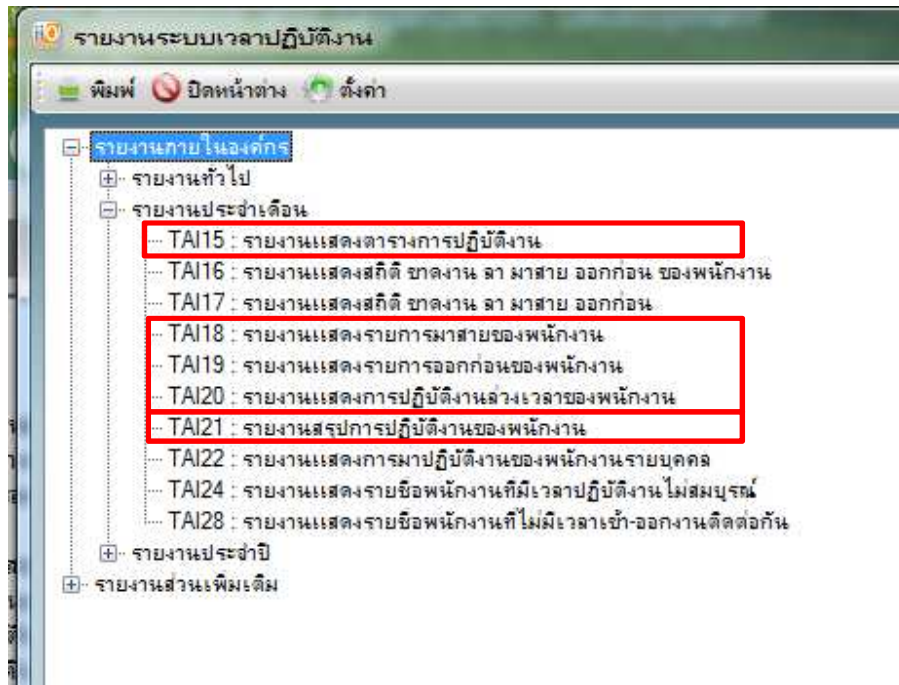 รายงานระบบเวลาปฏิบัติงาน
พิมพ์ ปิดหน้าต่าง ตั้งค่า
รายงานภายในองค์กร
รายงานทั่วไป
รายงานประจำเดือน
TAI15 : รายงานแสดงตารางการปฏิบัติงาน
TAI16 : รายงานแสดงสถิติ ขาดงาน ลา มาสาย ออกก่อน ของพนักงาน
TAI17 : รายงานแสดงสถิติ ขาดงาน ลา มาสาย ออกก่อน
TAI18 : รายงานแสดงรายการมาสายของพนักงาน
TAI19 : รายงานแสดงรายการออกก่อนของพนักงาน
TAI20 : รายงานแสดงการปฏิบัติงานล่วงเวลาของพนักงาน
TAI21 : รายงานสรุปการปฏิบัติงานของพนักงาน
TAI22 : รายงานแสดงการมาปฏิบัติงานของพนักงานรายบุคคล
TAI24 : รายงานแสดงรายชื่อพนักงานที่มีเวลาปฏิบัติงานไม่สมบูรณ์
TAI28 : รายงานแสดงรายชื่อพนักงานที่ไม่มีเวลาเข้า-ออกงานติดต่อกัน
รายงานประจำปี
รายงานส่วนเพิ่มเติม